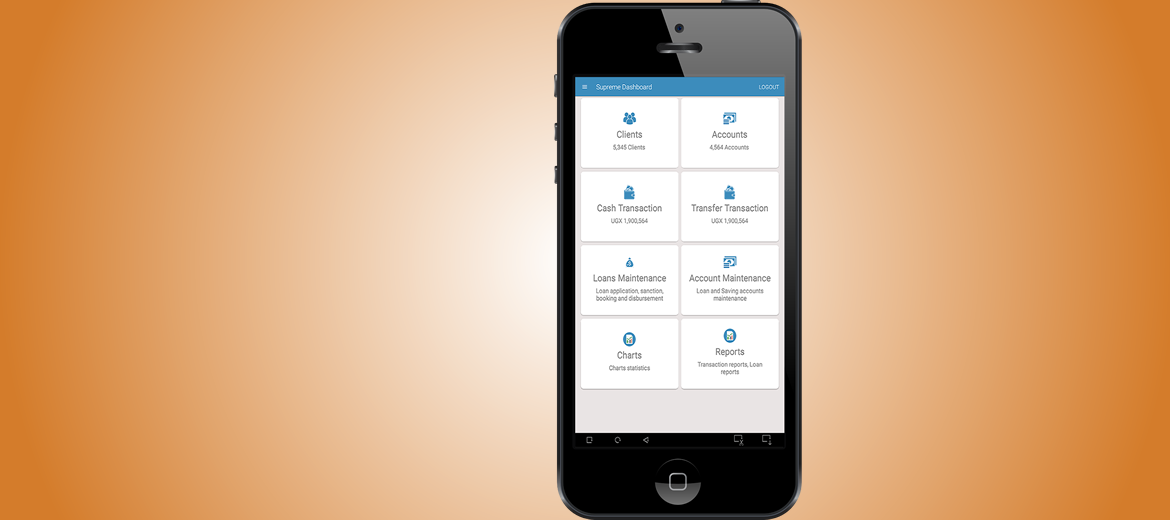 Supreme Dashboard LOGOUT
Clients
5,345 Clients
Accounts
4,564 Accounts
Cash Transaction
UGX 1,900,564
Transfer Transaction
UGX 1,900,564
Loans Maintenance
Loan application, sanction,
booking and disbursement
Account Maintenance
Loan and Saving accounts
maintenance
Charts
Charts statistics
Reports
Transaction reports, Loan
reports